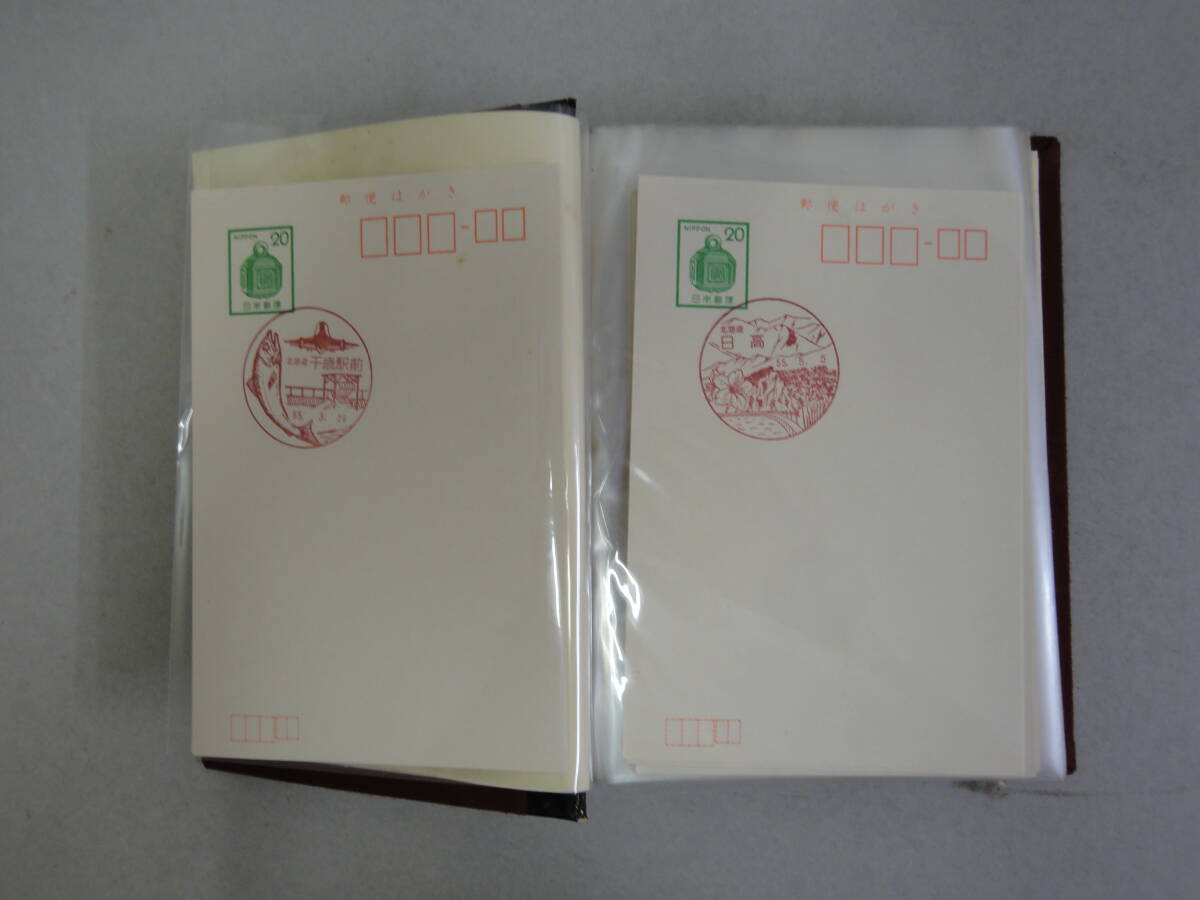 郵便はがき
NIPPON 20
日本郵便
北海道 千歳駅前
55. 3.
郵便はがき
NIPPON 20
日本郵便
北海道
日高
55. 5. 5